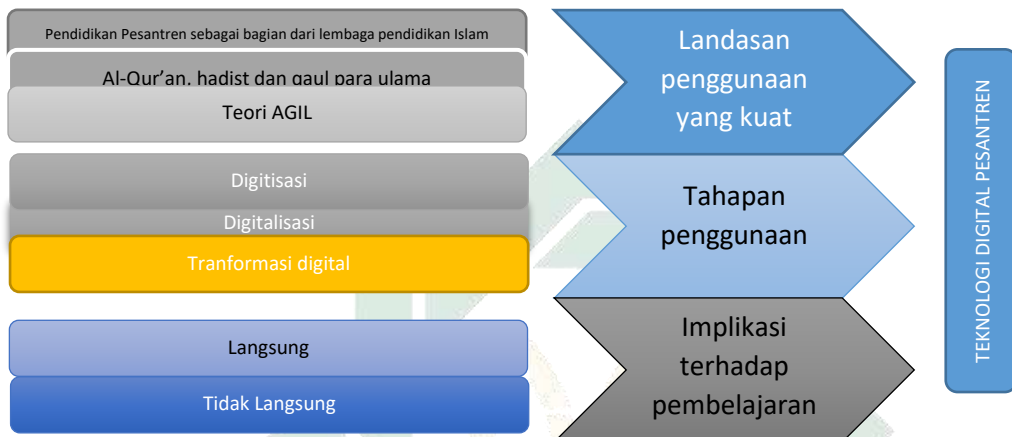 Pendidikan Pesantren sebagai bagian dari lembaga pendidikan Islam
Al-Qur'an, hadist dan qaul para ulama
Teori AGIL
Landasan
penggunaan
yang kuat
Digitisasi
Digitalisasi
Tranformasi digital
Tahapan
penggunaan
Langsung
Tidak Langsung
Implikasi
terhadap
pembelajaran
TEKNOLOGI DIGITAL PESANTREN